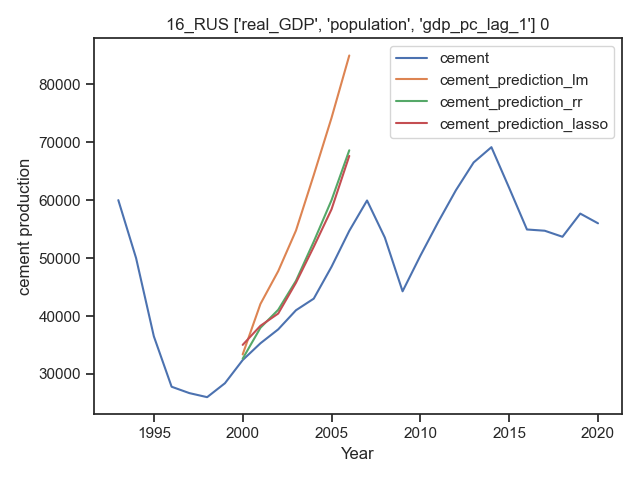 16_RUS ['real_GDP', 'population', 'gdp_pc_lag_1'] 0
cement
cement_prediction_lm
cement_prediction_rr
cement_prediction_lasso
80000
70000
60000
50000
40000
30000
cement production
1995
2000
2005
2010
2015
2020
Year